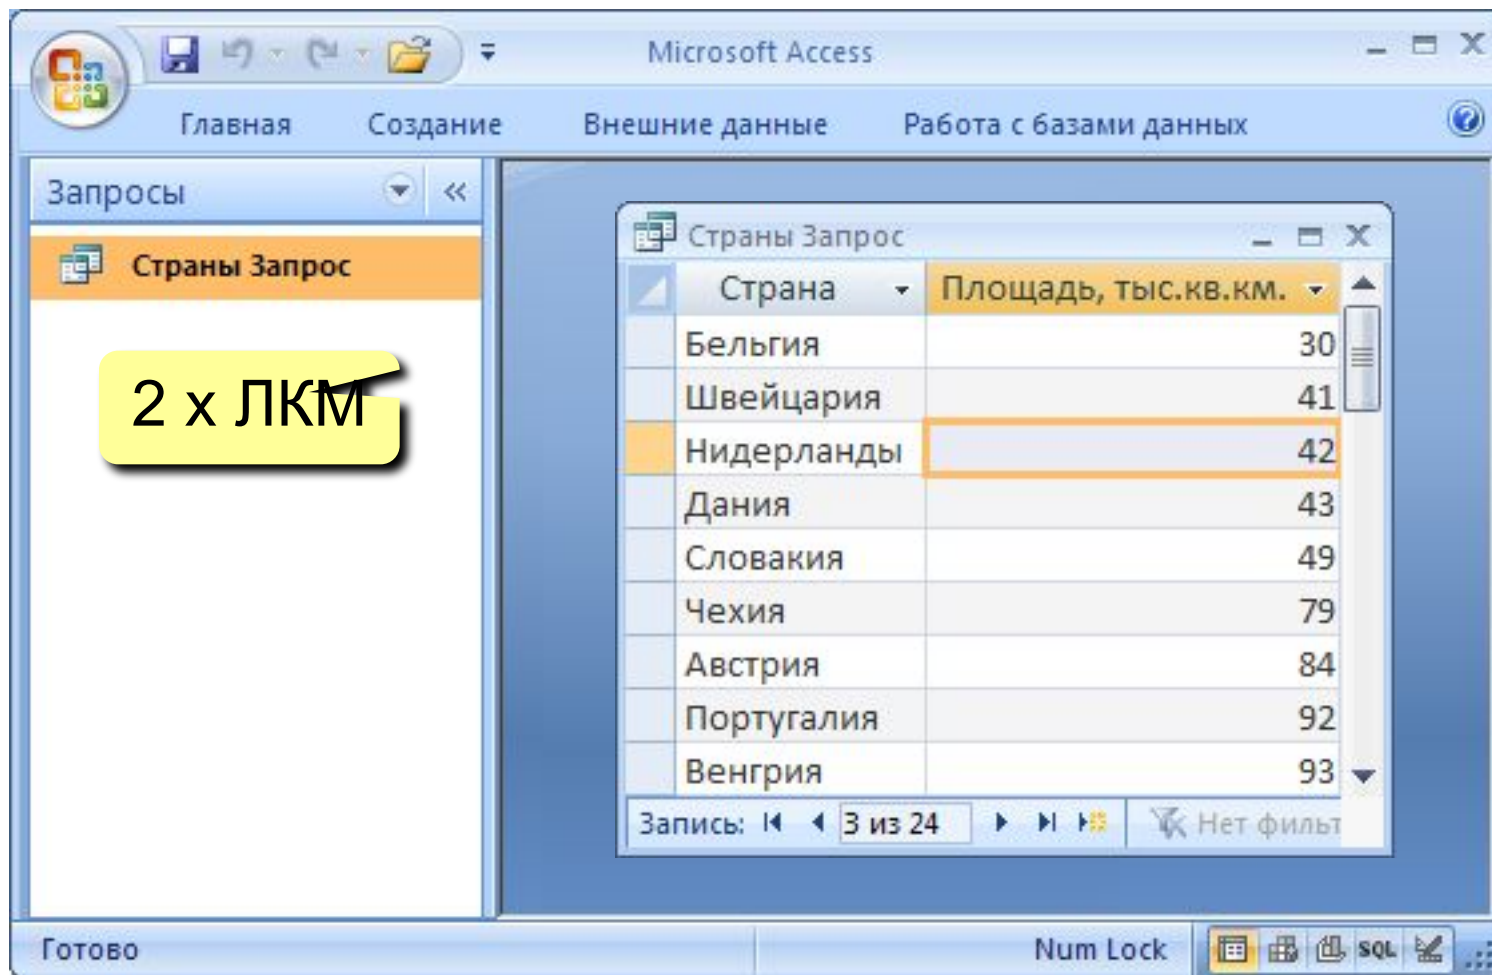 Microsoft Access
Главная Создание Внешние данные Работа с базами данных
Запросы
Страны Запрос
2 х ЛКМ
Страны Запрос
Страна Площадь, тыс.кв.км.
Бельгия 30
Швейцария 41
Нидерланды 42
Дания 43
Словакия 49
Чехия 79
Австрия 84
Португалия 92
Венгрия 93
Запись: 3 из 24 Нет фильт
Готово Num Lock SQL